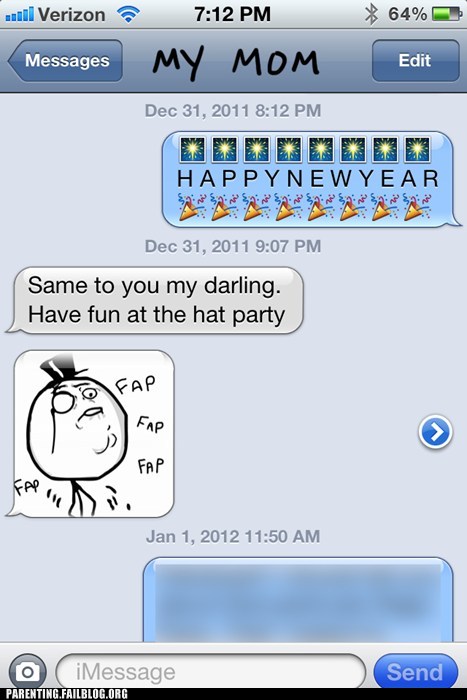 Verizon 7:12 PM 64%
Messages MY MOM Edit
Dec 31, 2011 8:12 PM
HAPPYNEWYEAR
Dec 31, 2011 9:07 PM
Same to you my darling.
Have fun at the hat party
FAP
FAP
FAP
FAP
Jan 1, 2012 11:50 AM
iMessage Send
PARENTING.FAILBLOG.ORG